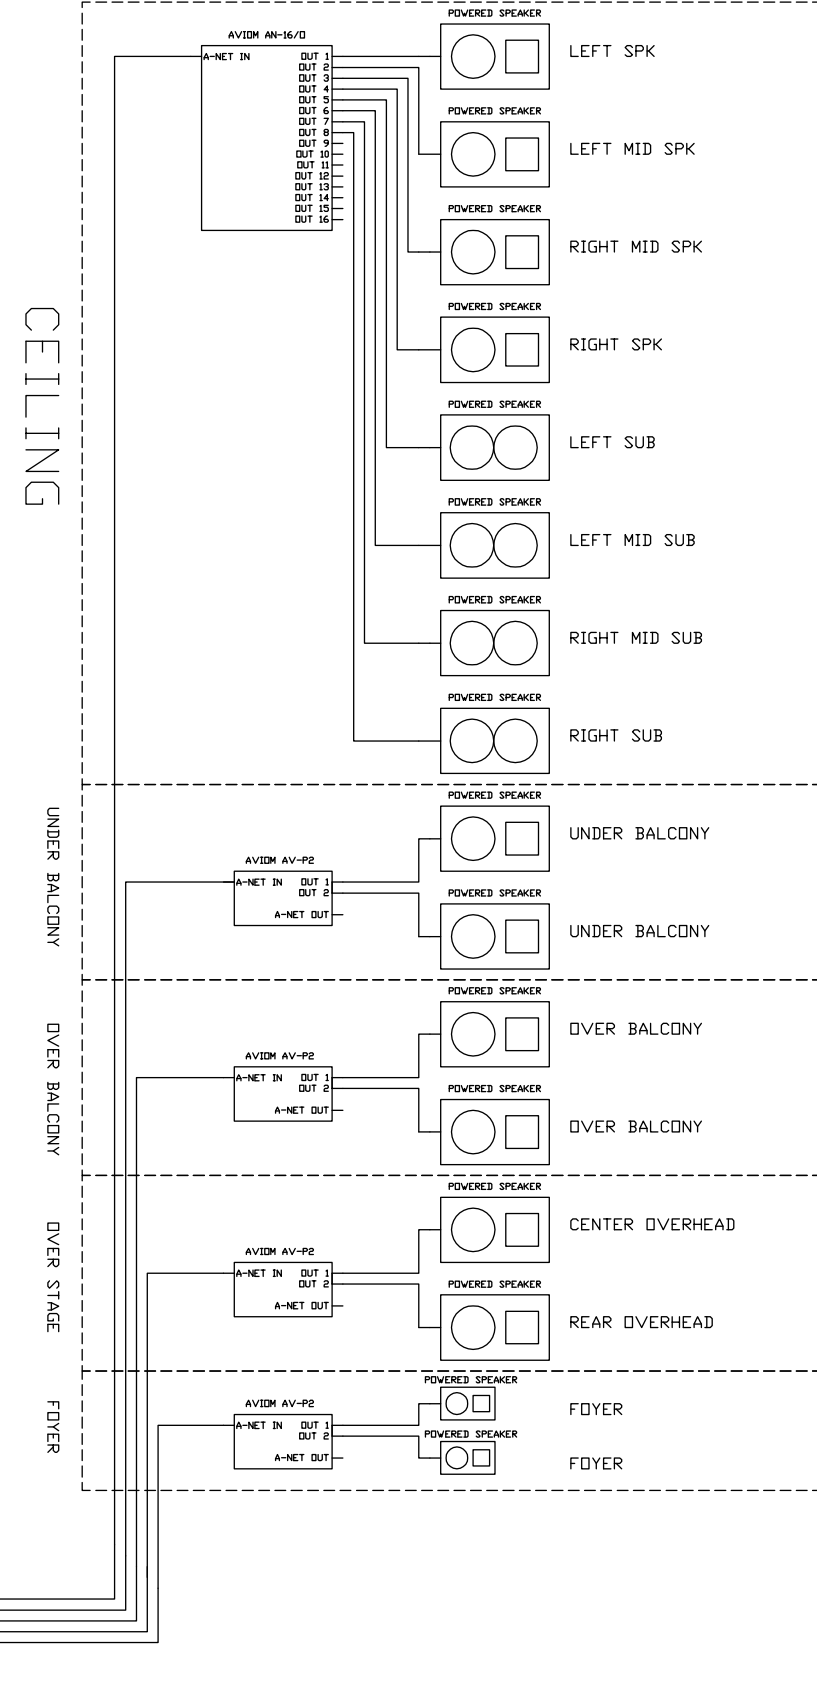 CEILING
AVIOM AN-16/O
A-NET IN
OUT 1
OUT 2
OUT 3
OUT 4
OUT 5
OUT 6
OUT 7
OUT 8
OUT 9
OUT 10
OUT 11
OUT 12
OUT 13
OUT 14
OUT 15
OUT 16
POWERED SPEAKER
LEFT SPK
POWERED SPEAKER
LEFT MID SPK
POWERED SPEAKER
RIGHT MID SPK
POWERED SPEAKER
RIGHT SPK
POWERED SPEAKER
LEFT SUB
POWERED SPEAKER
LEFT MID SUB
POWERED SPEAKER
RIGHT MID SUB
POWERED SPEAKER
RIGHT SUB
UNDER BALCONY
AVIOM AV-P2
A-NET IN OUT 1
OUT 2
A-NET OUT
POWERED SPEAKER
UNDER BALCONY
POWERED SPEAKER
UNDER BALCONY
OVER BALCONY
AVIOM AV-P2
A-NET IN OUT 1
OUT 2
A-NET OUT
POWERED SPEAKER
OVER BALCONY
POWERED SPEAKER
OVER BALCONY
OVER STAGE
AVIOM AV-P2
A-NET IN OUT 1
OUT 2
A-NET OUT
POWERED SPEAKER
CENTER OVERHEAD
POWERED SPEAKER
REAR OVERHEAD
FOYER
AVIOM AV-P2
A-NET IN OUT 1
OUT 2
A-NET OUT
POWERED SPEAKER
FOYER
POWERED SPEAKER
FOYER